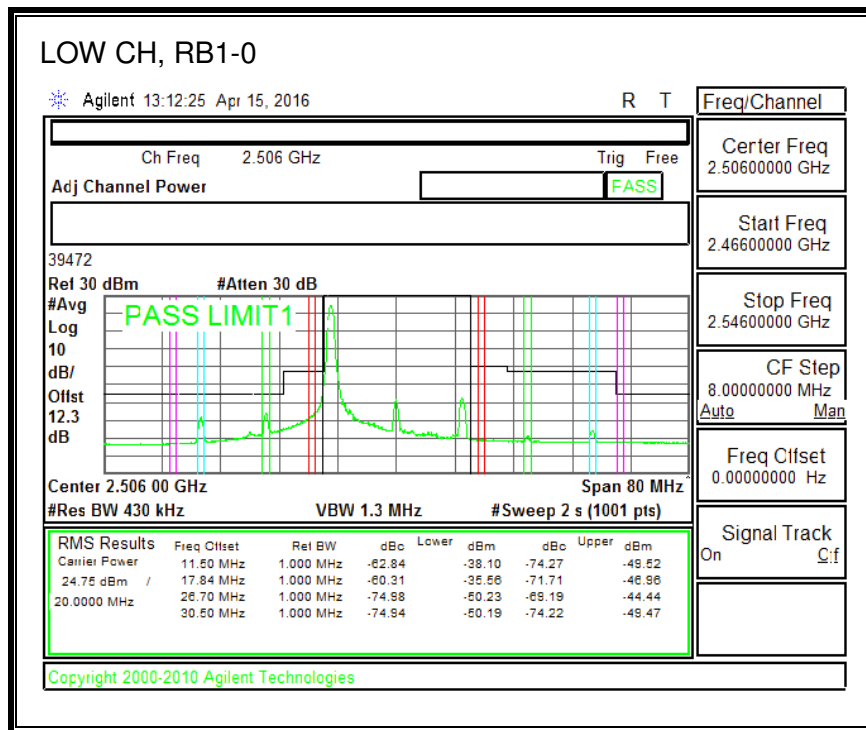 LOW CH, RB1-0
Agilent 13:12:25 Apr 15, 2016 R T
Freq/Channel
Ch Freq 2.506 GHz Trig Free
Adj Channel Power PASS
Center Freq
2.50600000 GHz
Start Freq
2.46600000 GHz
Stop Freq
2.54600000 GHz
CF Step
8.00000000 MHz
Auto Man
Freq Offset
0.00000000 Hz
Signal Track
On Off
39472
Ref 30 dBm #Atten 30 dB
#Avg
Log
10
dB/
Offst
12.3
dB
PASS LIMIT1
Center 2.506 00 GHz Span 80 MHz
#Res BW 430 kHz VBW 1.3 MHz #Sweep 2 s (1001 pts)
RMS Results Freq Offset Ref BW dBc Lower dBm dBc Upper dBm
Carrier Power 11.50 MHz 1.000 MHz -62.84 -38.10 -74.27 -49.52
24.75 dBm / 17.84 MHz 1.000 MHz -60.31 -35.56 -71.71 -46.96
20.0000 MHz 26.70 MHz 1.000 MHz -74.98 -50.23 -69.19 -44.44
30.50 MHz 1.000 MHz -74.94 -50.19 -74.22 -49.47
Copyright 2000-2010 Agilent Technologies